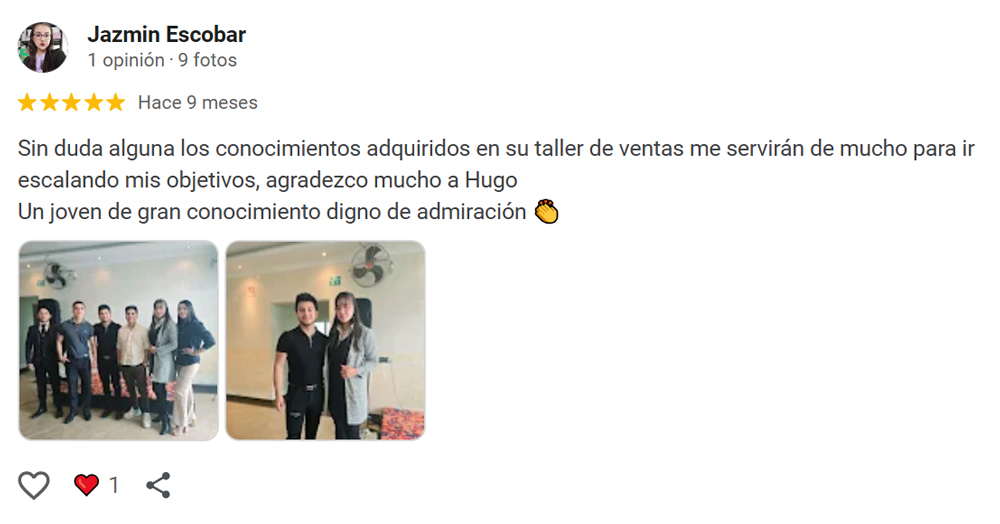 Jazmin Escobar
1 opinión · 9 fotos
Hace 9 meses
Sin duda alguna los conocimientos adquiridos en su taller de ventas me servirán de mucho para ir
escalando mis objetivos, agradezco mucho a Hugo
Un joven de gran conocimiento digno de admiración 👏
1